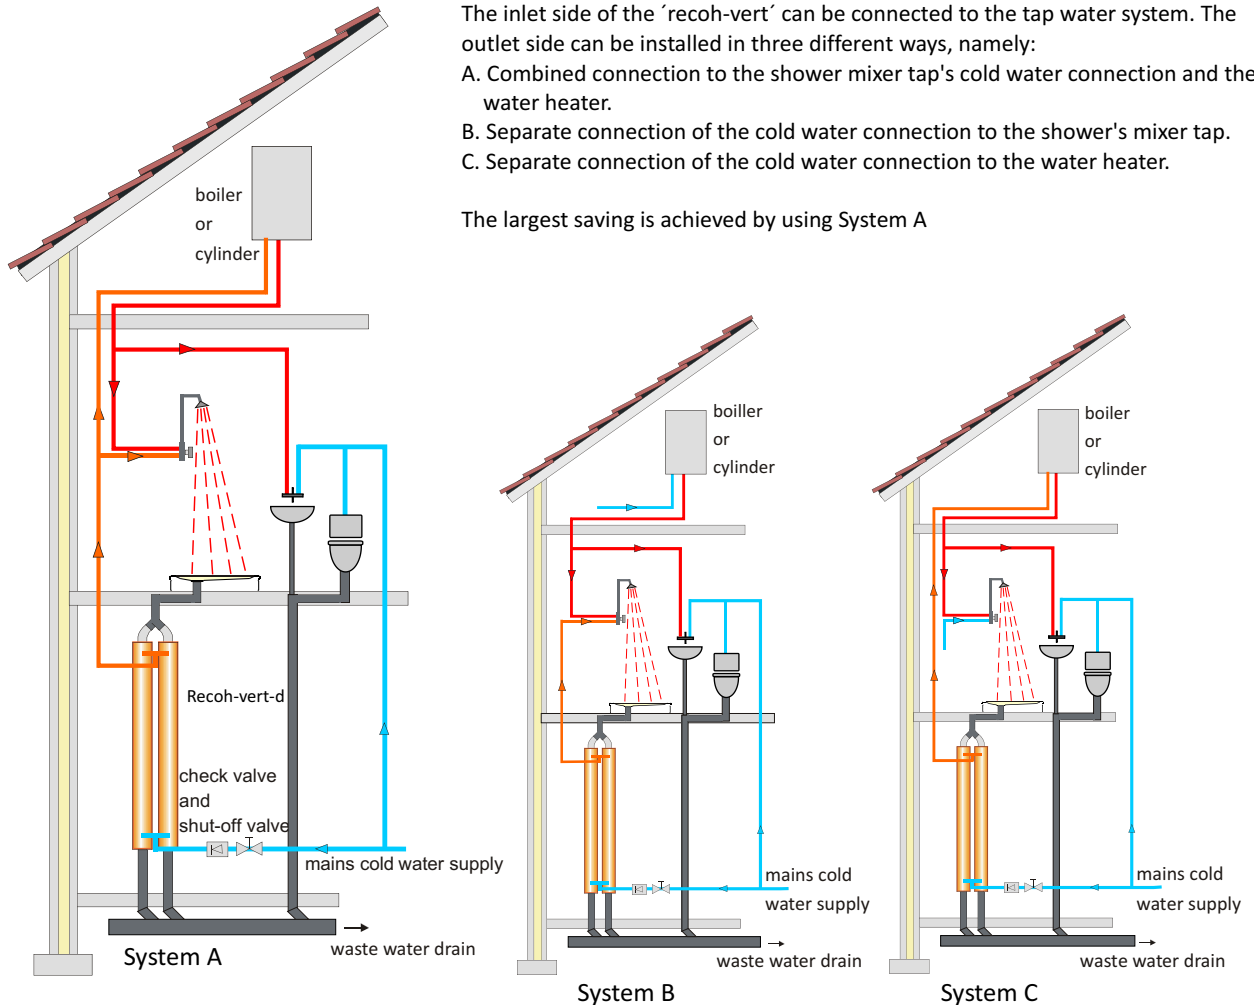 The inlet side of the ´recoh-vert´ can be connected to the tap water system. The
outlet side can be installed in three different ways, namely:
A. Combined connection to the shower mixer tap's cold water connection and the
water heater.
B. Separate connection of the cold water connection to the shower's mixer tap.
C. Separate connection of the cold water connection to the water heater.
The largest saving is achieved by using System A
boiler
or
cylinder
Recoh-vert-d
check valve
and
shut-off valve
mains cold water supply
waste water drain
System A
boiller
or
cylinder
mains cold
water supply
waste water drain
System B
boiler
or
cylinder
mains cold
water supply
waste water drain
System C